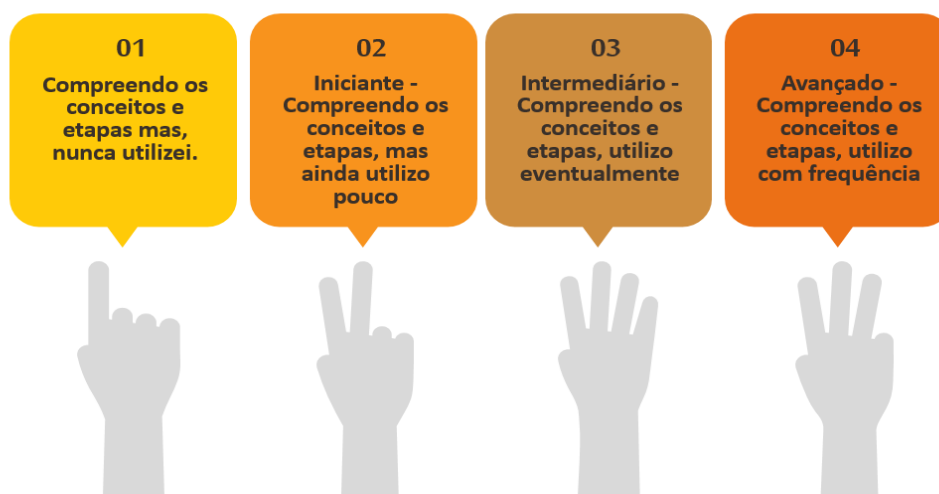 01
Compreendo os
conceitos e
etapas mas,
nunca utilizei.
02
Iniciante -
Compreendo os
conceitos e
etapas, mas
ainda utilizo
pouco
03
Intermediário -
Compreendo os
conceitos e
etapas, utilizo
eventualmente
04
Avançado -
Compreendo os
conceitos e
etapas, utilizo
com frequência